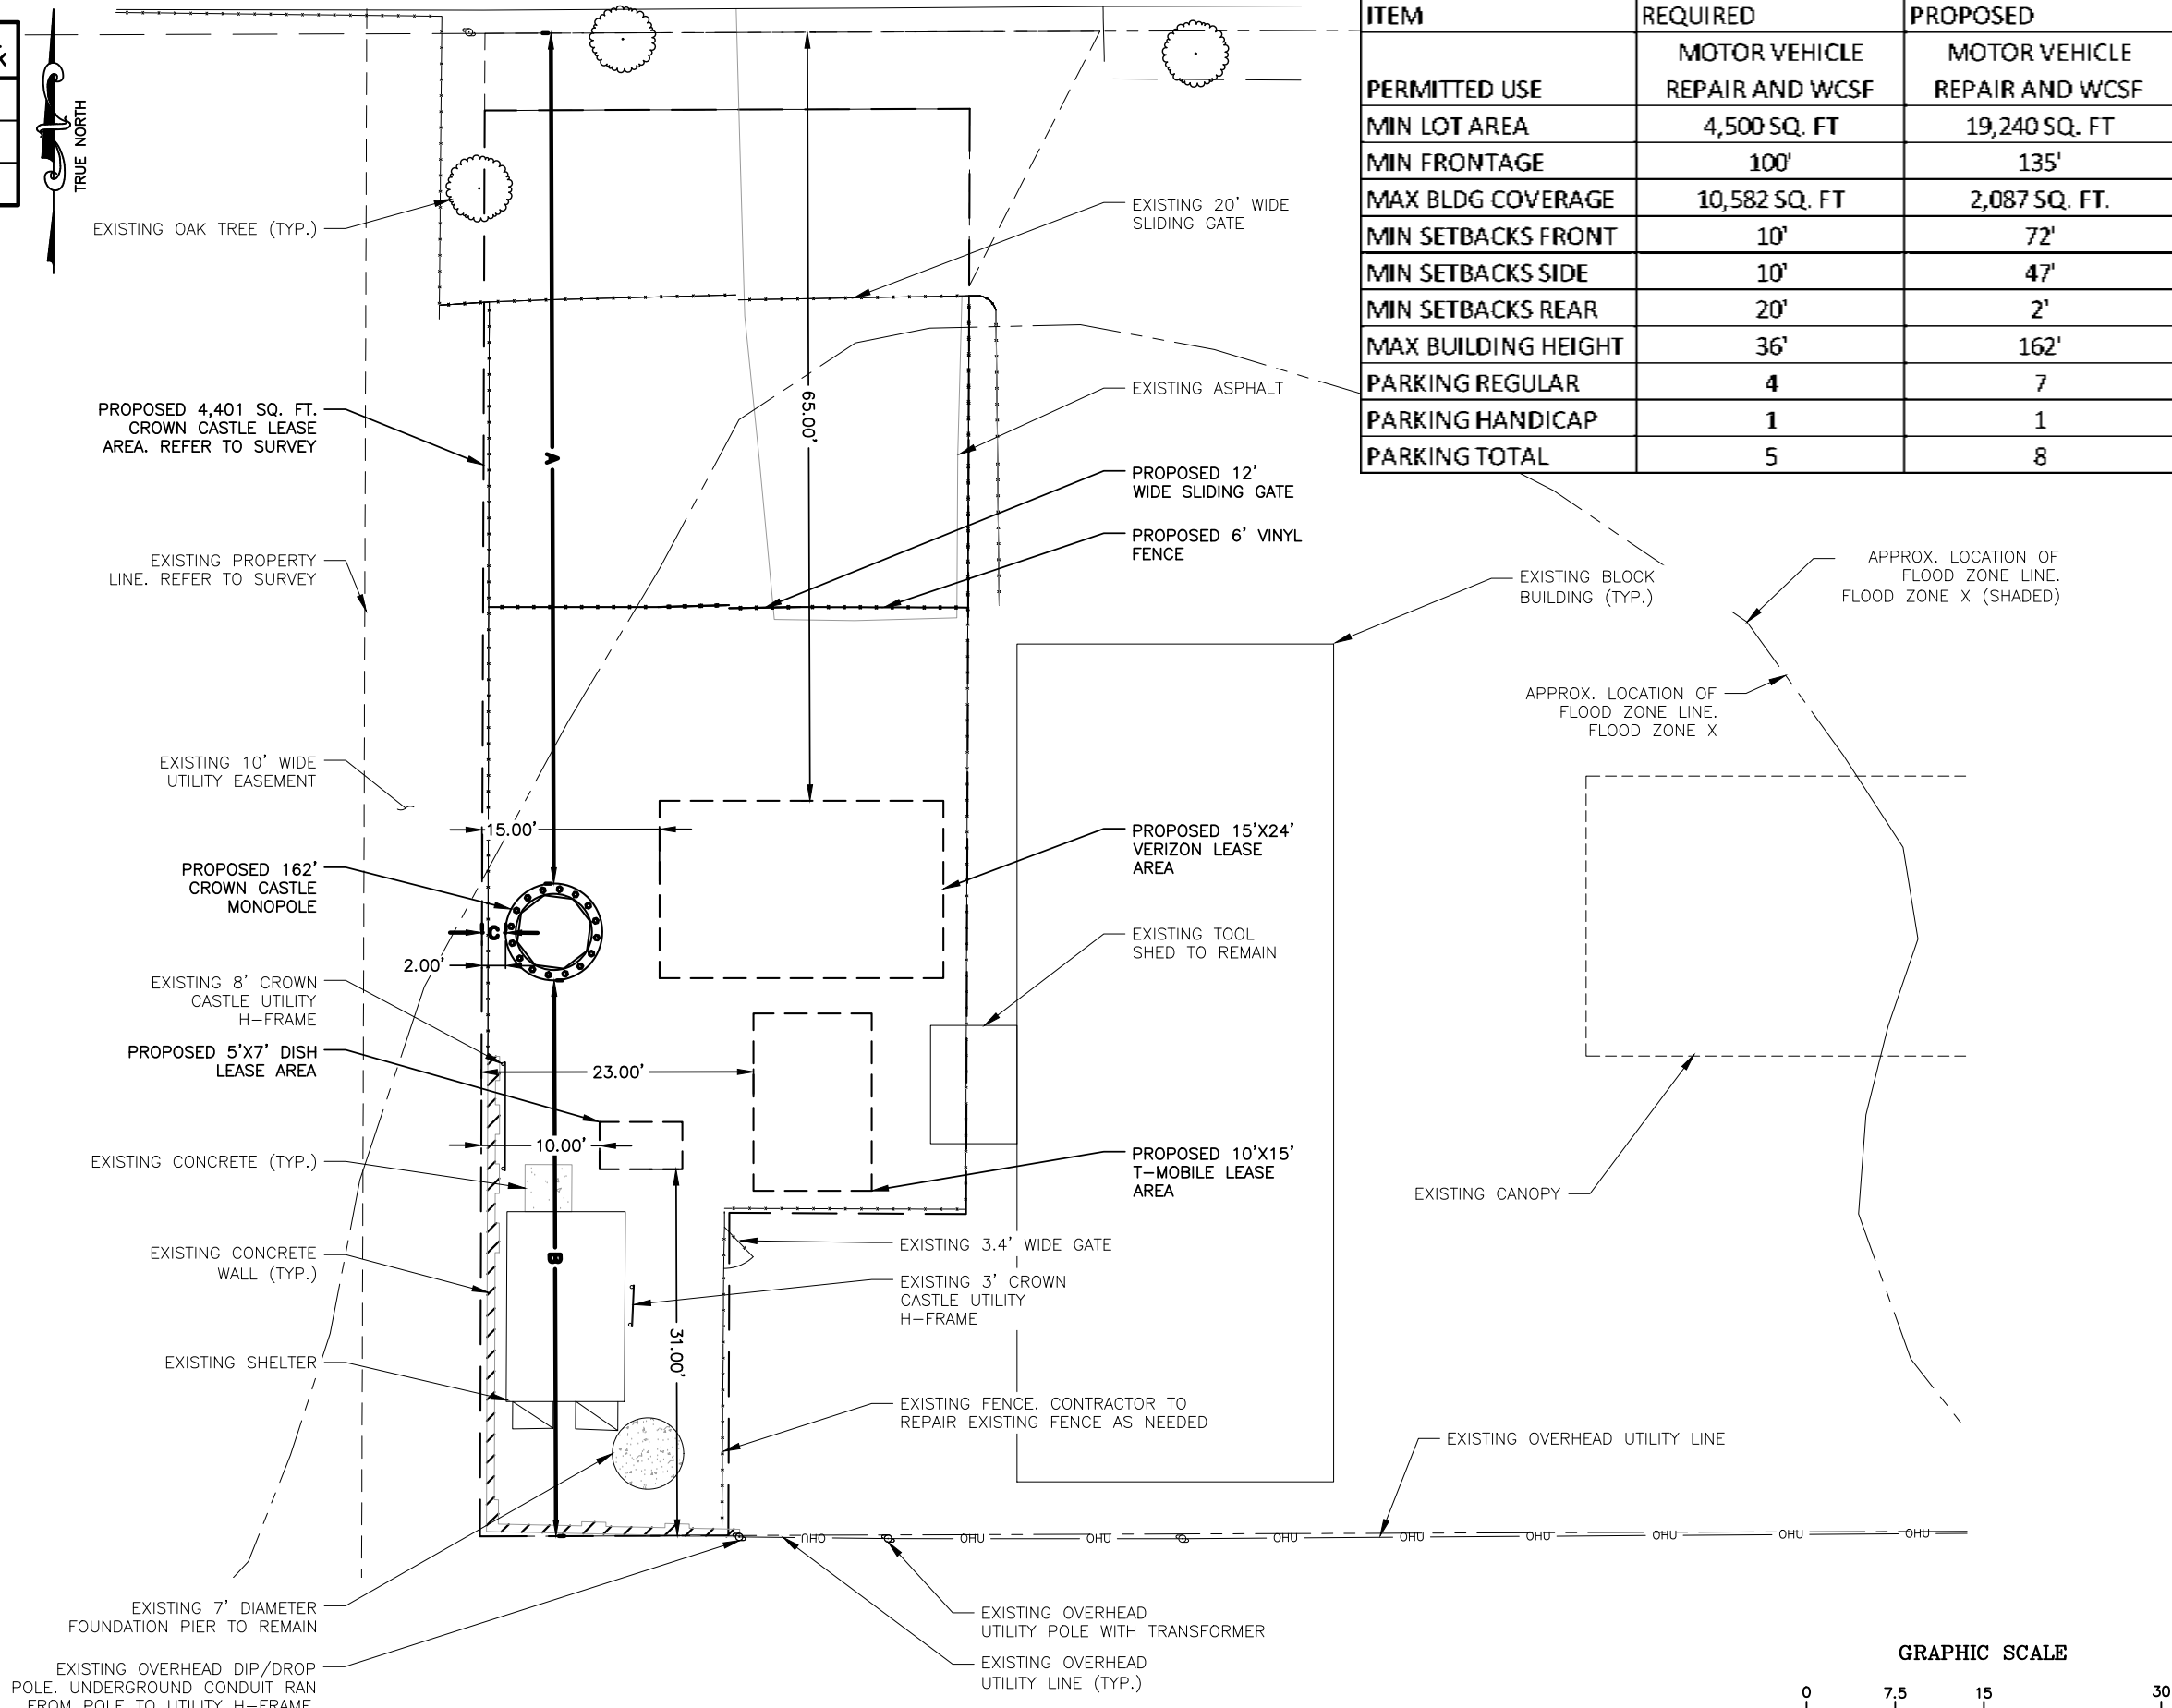 ITEM REQUIRED PROPOSED
MOTOR VEHICLE MOTOR VEHICLE
PERMITTED USE REPAIR AND WCSF REPAIR AND WCSF
MIN LOT AREA 4,500 SQ. FT 19,240 SQ. FT
MIN FRONTAGE 100' 135'
MAX BLDG COVERAGE 10,582 SQ. FT 2,087 SQ. FT.
MIN SETBACKS FRONT 10' 72'
MIN SETBACKS SIDE 10' 47'
MIN SETBACKS REAR 20' 2'
MAX BUILDING HEIGHT 36' 162'
PARKING REGULAR 4 7
PARKING HANDICAP 1 1
PARKING TOTAL 5 8
TRUE NORTH
EXISTING OAK TREE (TYP.)
PROPOSED 4,401 SQ. FT.
CROWN CASTLE LEASE
AREA. REFER TO SURVEY
EXISTING PROPERTY
LINE. REFER TO SURVEY
EXISTING 10' WIDE
UTILITY EASEMENT
PROPOSED 162'
CROWN CASTLE
MONOPOLE
EXISTING 8' CROWN
CASTLE UTILITY
H-FRAME
PROPOSED 5'X7' DISH
LEASE AREA
EXISTING CONCRETE (TYP.)
EXISTING CONCRETE
WALL (TYP.)
EXISTING SHELTER
EXISTING 7' DIAMETER
FOUNDATION PIER TO REMAIN
EXISTING OVERHEAD DIP/DROP
POLE. UNDERGROUND CONDUIT RAN
FROM POLE TO UTILITY H-FRAME.
A
65.00'
15.00'
C
2.00'
23.00'
10.00'
B
31.00'
EXISTING 20' WIDE
SLIDING GATE
EXISTING ASPHALT
PROPOSED 12'
WIDE SLIDING GATE
PROPOSED 6' VINYL
FENCE
EXISTING BLOCK
BUILDING (TYP.)
APPROX. LOCATION OF
FLOOD ZONE LINE.
FLOOD ZONE X (SHADED)
APPROX. LOCATION OF
FLOOD ZONE LINE.
FLOOD ZONE X
PROPOSED 15'X24'
VERIZON LEASE
AREA
EXISTING TOOL
SHED TO REMAIN
PROPOSED 10'X15'
T-MOBILE LEASE
AREA
EXISTING CANOPY
EXISTING 3.4' WIDE GATE
EXISTING 3' CROWN
CASTLE UTILITY
H-FRAME
EXISTING FENCE. CONTRACTOR TO
REPAIR EXISTING FENCE AS NEEDED
EXISTING OVERHEAD UTILITY LINE
OHU OHU OHU OHU OHU OHU OHU OHU OHU
EXISTING OVERHEAD
UTILITY POLE WITH TRANSFORMER
EXISTING OVERHEAD
UTILITY LINE (TYP.)
GRAPHIC SCALE
0 7.5 15 30